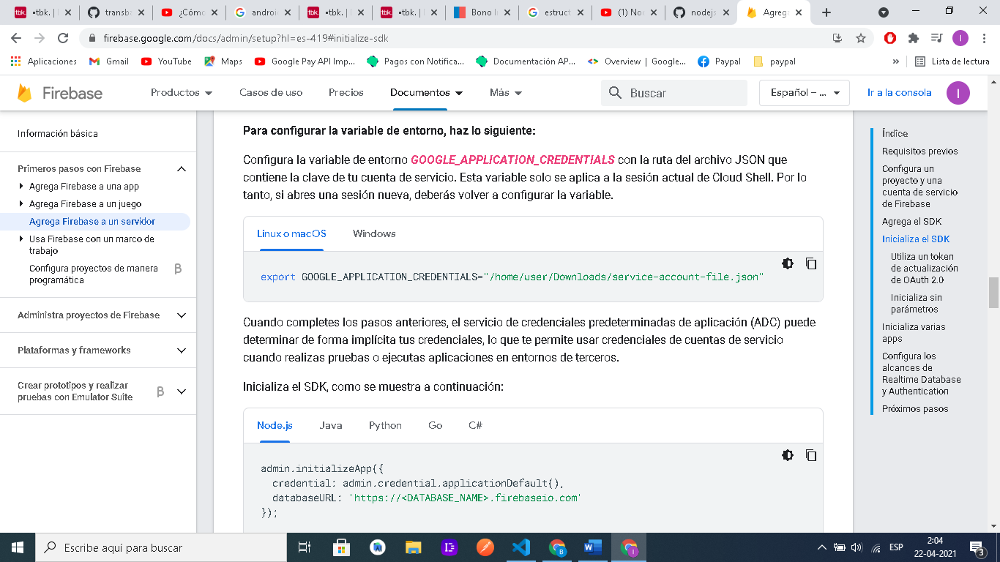 •tbk. |
transba
¿Cómo
androi
•tbk. | I
•tbk. | I
Bono I
estruct
(1) Noc
nodejs
Agrega
firebase.google.com/docs/admin/setup?hl=es-419#initialize-sdk
I
Aplicaciones
Gmail
YouTube
Maps
Google Pay API Imp...
Pagos con Notifica...
Documentación AP...
Overview | Google...
Paypal
paypal
»
Lista de lectura
Firebase
Productos
Casos de uso
Precios
Documentos
Más
Buscar
Español – ...
Ir a la consola
I
Información básica
Primeros pasos con Firebase
Agrega Firebase a una app
Agrega Firebase a un juego
Agrega Firebase a un servidor
Usa Firebase con un marco de
trabajo
Configura proyectos de manera
programática
β
Administra proyectos de Firebase
Plataformas y frameworks
Crear prototipos y realizar
pruebas con Emulator Suite
β
Para configurar la variable de entorno, haz lo siguiente:
Configura la variable de entorno GOOGLE_APPLICATION_CREDENTIALS con la ruta del archivo JSON que
contiene la clave de tu cuenta de servicio. Esta variable solo se aplica a la sesión actual de Cloud Shell. Por lo
tanto, si abres una sesión nueva, deberás volver a configurar la variable.
Linux o macOS
Windows
export GOOGLE_APPLICATION_CREDENTIALS="/home/user/Downloads/service-account-file.json"
Cuando completes los pasos anteriores, el servicio de credenciales predeterminadas de aplicación (ADC) puede
determinar de forma implícita tus credenciales, lo que te permite usar credenciales de cuentas de servicio
cuando realizas pruebas o ejecutas aplicaciones en entornos de terceros.
Inicializa el SDK, como se muestra a continuación:
Node.js
Java
Python
Go
C#
admin.initializeApp({
credential: admin.credential.applicationDefault(),
databaseURL: 'https://<DATABASE_NAME>.firebaseio.com'
});
Índice
Requisitos previos
Configura un
proyecto y una
cuenta de servicio
de Firebase
Agrega el SDK
Inicializa el SDK
Utiliza un token
de actualización
de OAuth 2.0
Inicializa sin
parámetros
Inicializa varias
apps
Configura los
alcances de
Realtime Database
y Authentication
Próximos pasos
Escribe aquí para buscar
ESP
2:04
22-04-2021
3